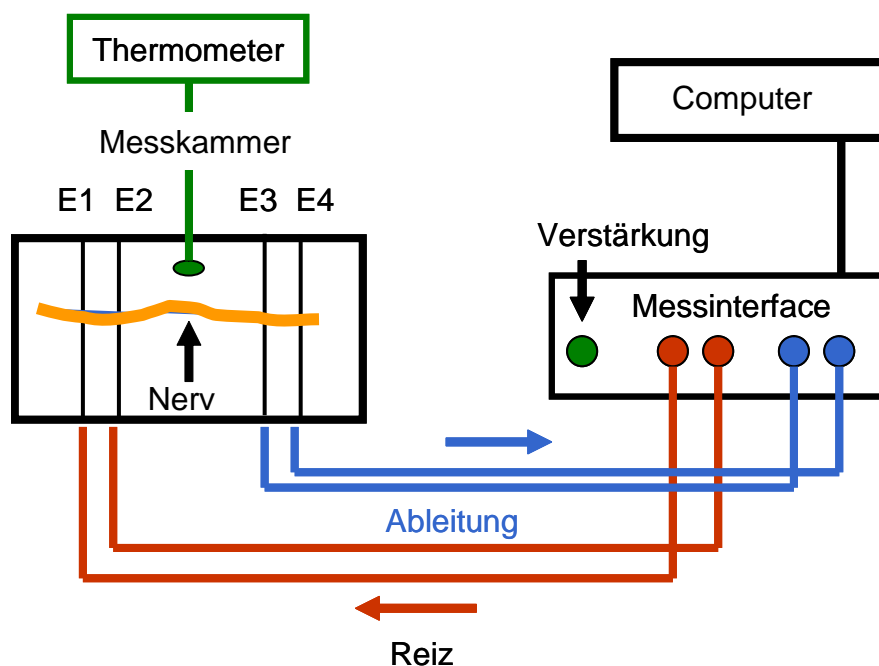 Thermometer
Computer
Messkammer
E1 E2 E3 E4
Verstärkung
Messinterface
Nerv
Ableitung
Reiz